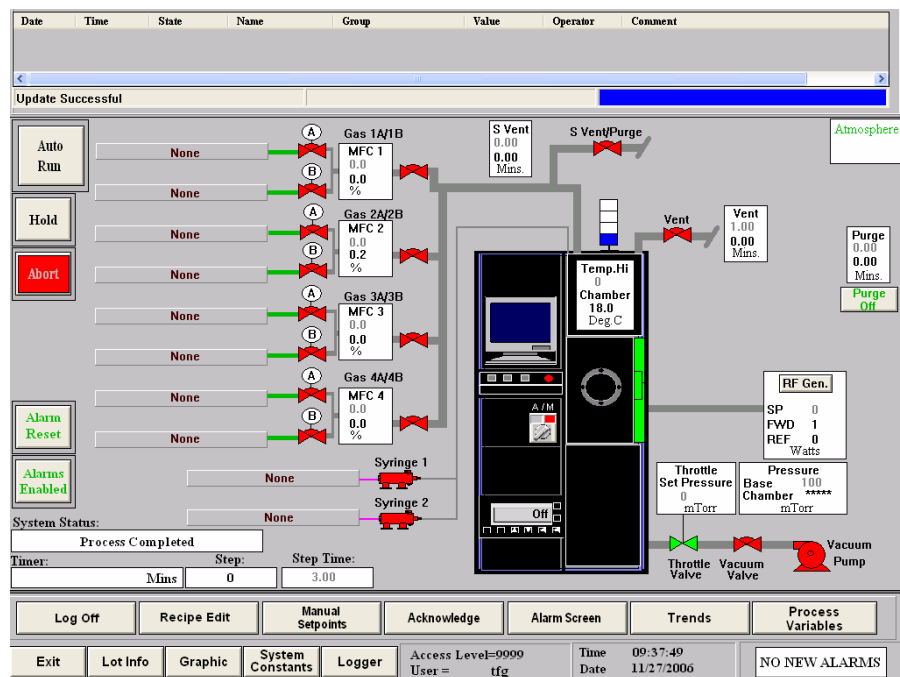 Date Time State Name Group Value Operator Comment
Update Successful
Auto Run
Hold
Abort
Alarm Reset
Alarms Enabled
None
A
B
None
Gas 1A/1B
MFC 1
0.0
0.0
%
None
A
B
None
Gas 2A/2B
MFC 2
0.0
0.2
%
None
A
B
None
Gas 3A/3B
MFC 3
0.0
0.0
%
None
A
B
None
Gas 4A/4B
MFC 4
0.0
0.0
%
None
Syringe 1
None
Syringe 2
S Vent
0.00
0.00
Mins.
S Vent/Purge
Atmosphere
Vent
Vent
1.00
0.00
Mins.
Purge
0.00
0.00
Mins.
Purge
Off
Temp.Hi
0
Chamber
18.0
Deg.C
A / M
Off
RF Gen.
SP 0
FWD 1
REF 0
Watts
Throttle
Set Pressure
0
mTorr
Pressure
Base 100
Chamber *****
mTorr
Throttle
Valve
Vacuum
Valve
Vacuum
Pump
System Status:
Process Completed
Timer: Step: Step Time:
Mins 0 3.00
Log Off Recipe Edit Manual Setpoints Acknowledge Alarm Screen Trends Process Variables
Exit Lot Info Graphic System Constants Logger
Access Level=9999
User = tfg
Time 09:37:49
Date 11/27/2006
NO NEW ALARMS